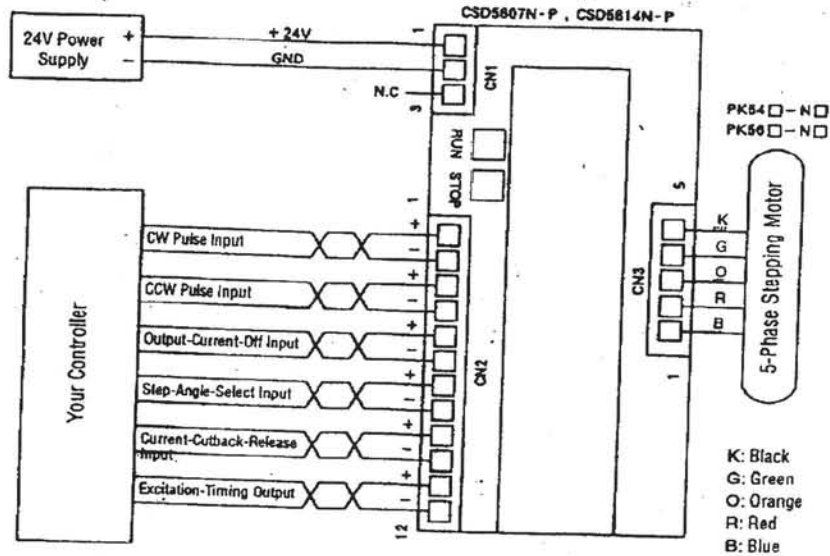 CSD5607N-P , CSD5614N-P
24V Power
Supply
+
−
+ 24V
GND
N.C
1
3
CN1
RUN
STOP
PK54□-N□
PK56□-N□
Your Controller
CW Pulse Input
CCW Pulse Input
Output-Current-Off Input
Step-Angle-Select Input
Current-Cutback-Release
Input
Excitation-Timing Output
1
+
−
+
−
+
−
+
−
+
−
+
−
12
CN2
5
CN3
1
K
G
O
R
B
5-Phase Stepping Motor
K: Black
G: Green
O: Orange
R: Red
B: Blue